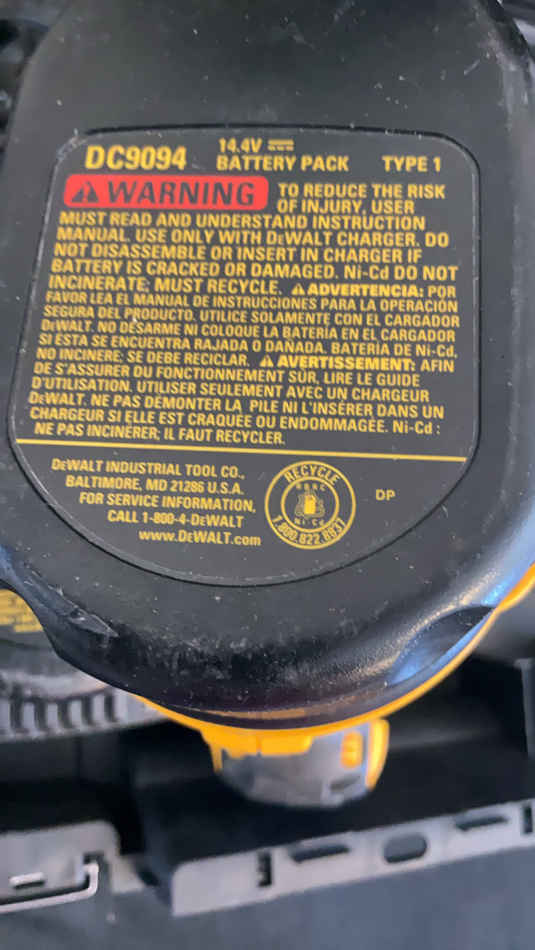 14.4V
DC9094 BATTERY PACK TYPE 1
WARNING TO REDUCE THE RISK
OF INJURY, USER
MUST READ AND UNDERSTAND INSTRUCTION
MANUAL. USE ONLY WITH DEWALT CHARGER. DO
NOT DISASSEMBLE OR INSERT IN CHARGER IF
BATTERY IS CRACKED OR DAMAGED. Ni-Cd DO NOT
INCINERATE; MUST RECYCLE. ADVERTENCIA: POR
FAVOR LEA EL MANUAL DE INSTRUCCIONES PARA LA OPERACIÓN
SEGURA DEL PRODUCTO. UTILICE SOLAMENTE CON EL CARGADOR
DEWALT. NO DESARME NI COLOQUE LA BATERÍA EN EL CARGADOR
SI ÉSTA SE ENCUENTRA RAJADA O DAÑADA. BATERÍA DE Ni-Cd,
NO INCINERE; SE DEBE RECICLAR. AVERTISSEMENT: AFIN
DE S'ASSURER DU FONCTIONNEMENT SÛR, LIRE LE GUIDE
D'UTILISATION. UTILISER SEULEMENT AVEC UN CHARGEUR
DEWALT. NE PAS DEMONTER LA PILE NI L'INSÉRER DANS UN
CHARGEUR SI ELLE EST CRAQUÉE OU ENDOMMAGÉE. Ni-Cd :
NE PAS INCINÉRER; IL FAUT RECYCLER.
DEWALT INDUSTRIAL TOOL CO.,
BALTIMORE, MD 21286 U.S.A.
FOR SERVICE INFORMATION,
CALL 1-800-4-DEWALT
www.DEWALT.com
RECYCLE
RBRC
Ni-Cd
1.800.822.8837
DP